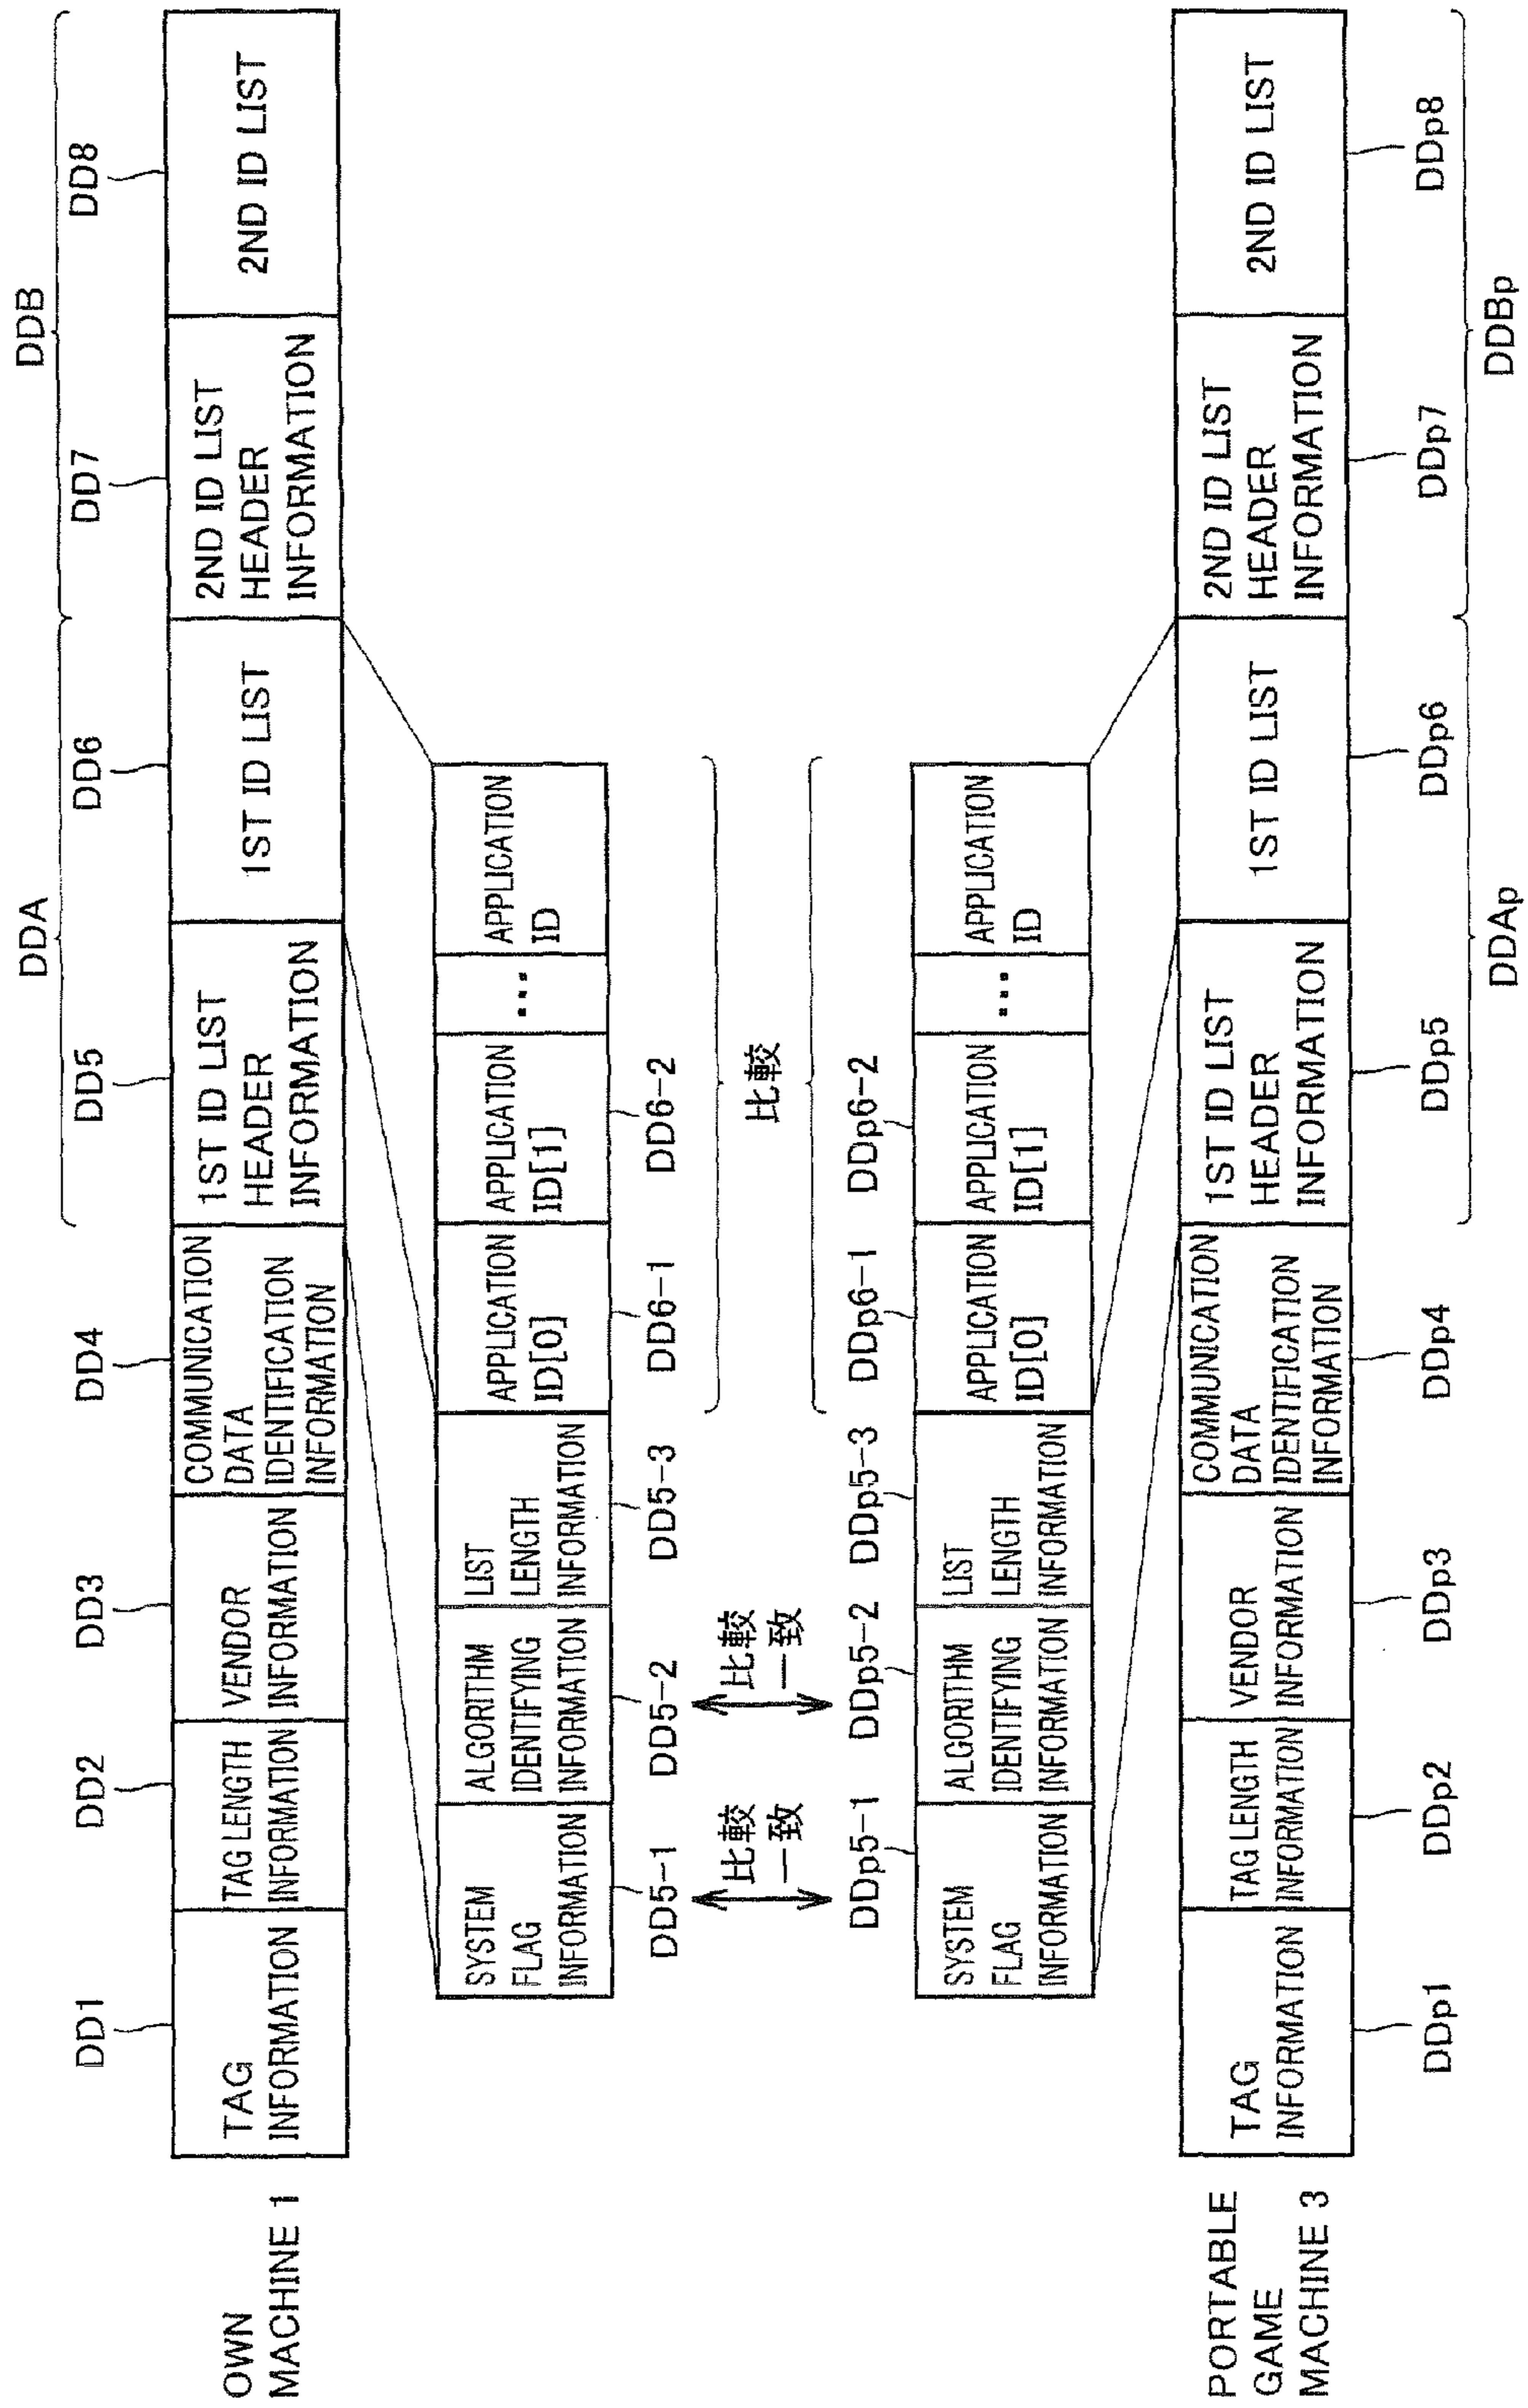 DDA
DDB
DD1
DD2
DD3
DD4
DD5
DD6
DD7
DD8
OWN
MACHINE 1
TAG
INFORMATION
TAG LENGTH
INFORMATION
VENDOR
INFORMATION
COMMUNICATION
DATA
IDENTIFICATION
INFORMATION
1ST ID LIST
HEADER
INFORMATION
1ST ID LIST
2ND ID LIST
HEADER
INFORMATION
2ND ID LIST
SYSTEM
FLAG
INFORMATION
ALGORITHM
IDENTIFYING
INFORMATION
LIST
LENGTH
INFORMATION
APPLICATION
ID[0]
APPLICATION
ID[1]
...
APPLICATION
ID
DD5-1
DD5-2
DD5-3
DD6-1
DD6-2
比較
一致
比較
一致
比較
DDp5-1
DDp5-2
DDp5-3
DDp6-1
DDp6-2
SYSTEM
FLAG
INFORMATION
ALGORITHM
IDENTIFYING
INFORMATION
LIST
LENGTH
INFORMATION
APPLICATION
ID[0]
APPLICATION
ID[1]
...
APPLICATION
ID
PORTABLE
GAME
MACHINE 3
TAG
INFORMATION
TAG LENGTH
INFORMATION
VENDOR
INFORMATION
COMMUNICATION
DATA
IDENTIFICATION
INFORMATION
1ST ID LIST
HEADER
INFORMATION
1ST ID LIST
2ND ID LIST
HEADER
INFORMATION
2ND ID LIST
DDp1
DDp2
DDp3
DDp4
DDp5
DDp6
DDp7
DDp8
DDAp
DDBp